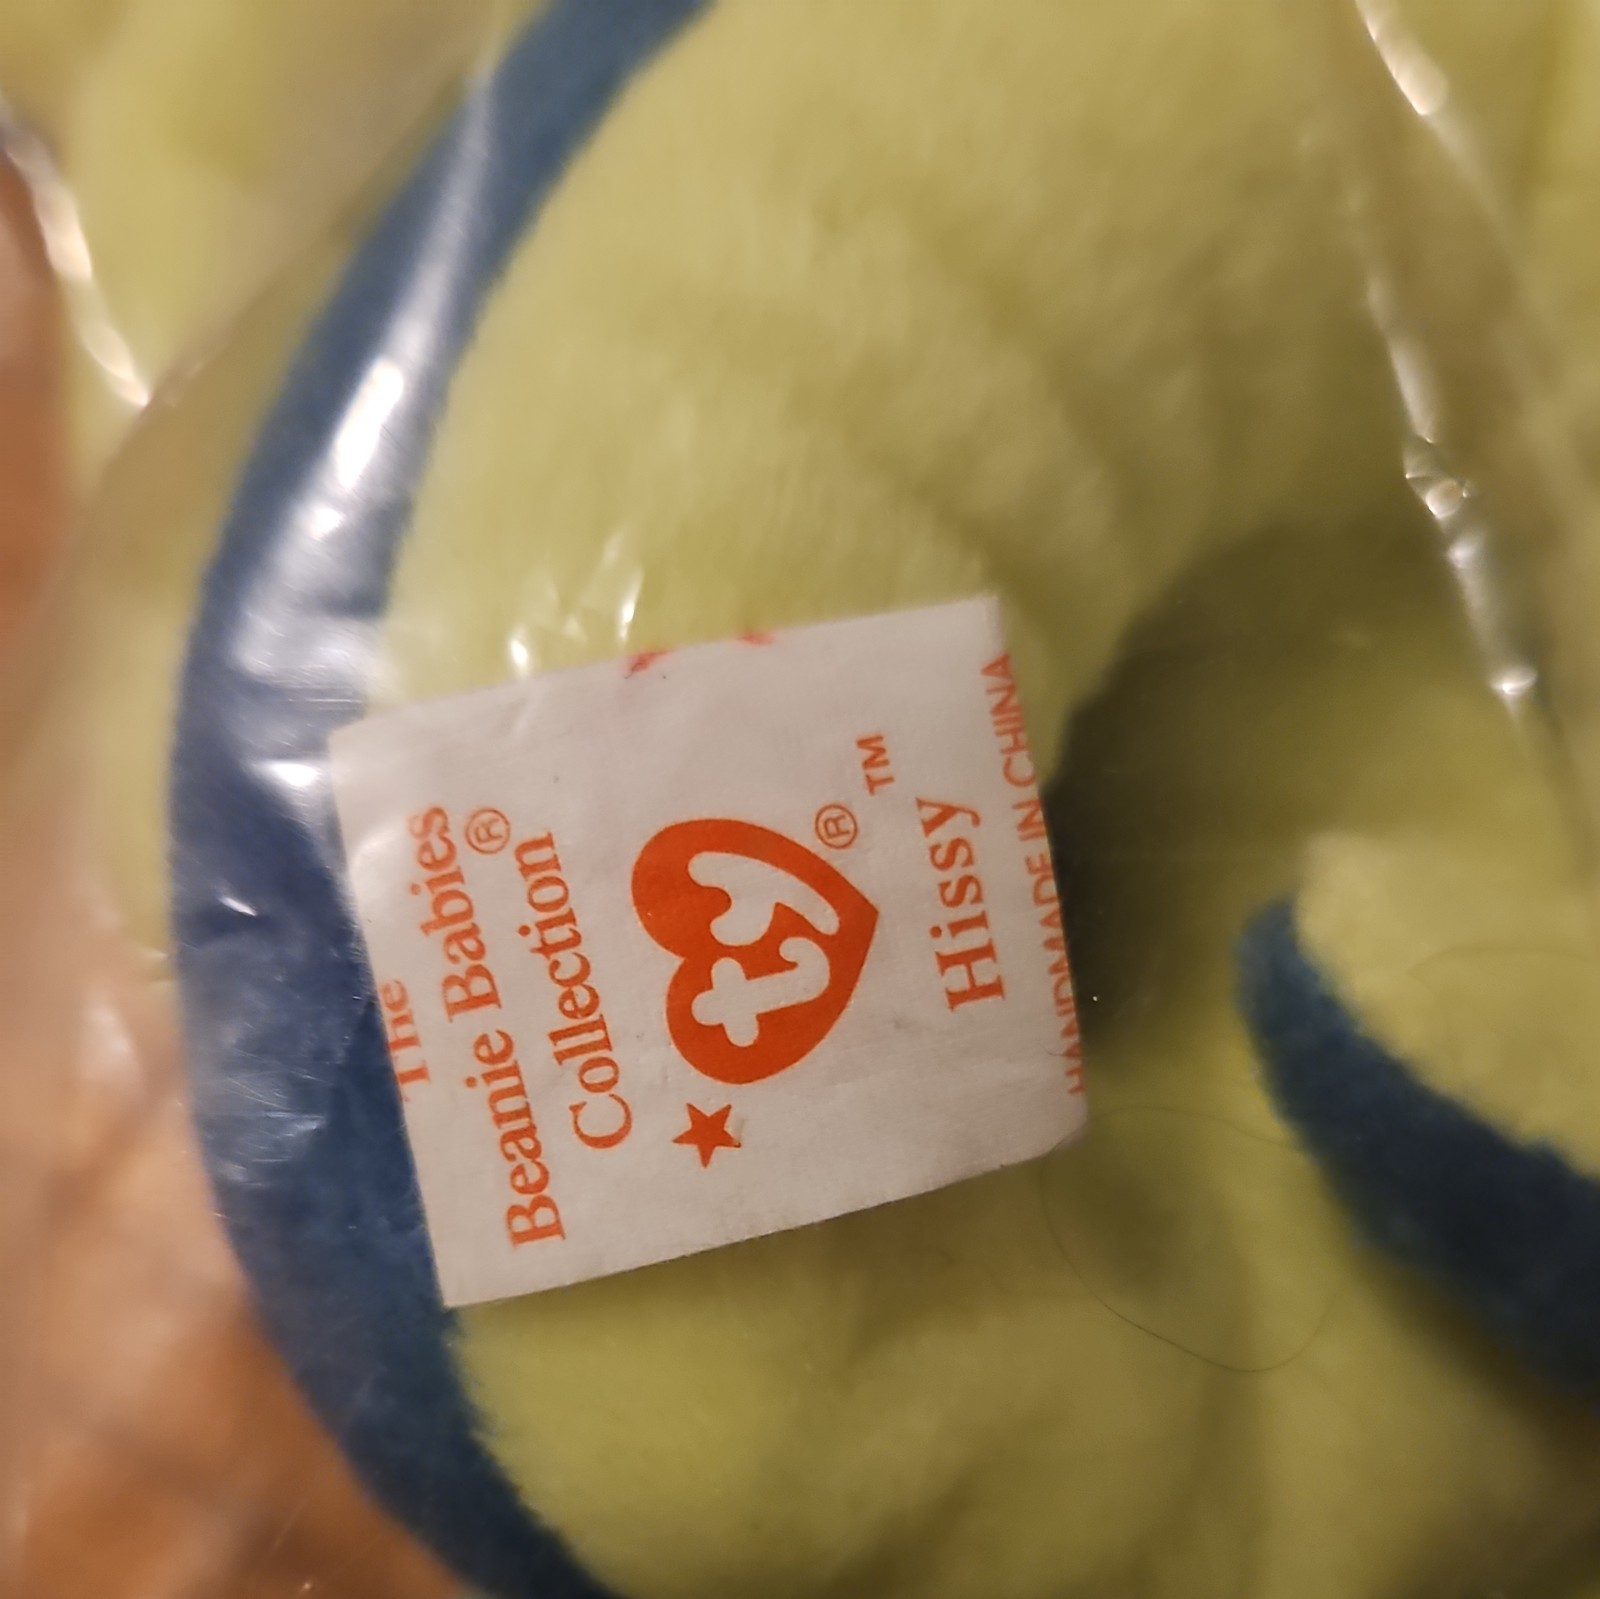 The
Beanie Babies®
Collection
ty®
™
Hissy
HANDMADE IN CHINA